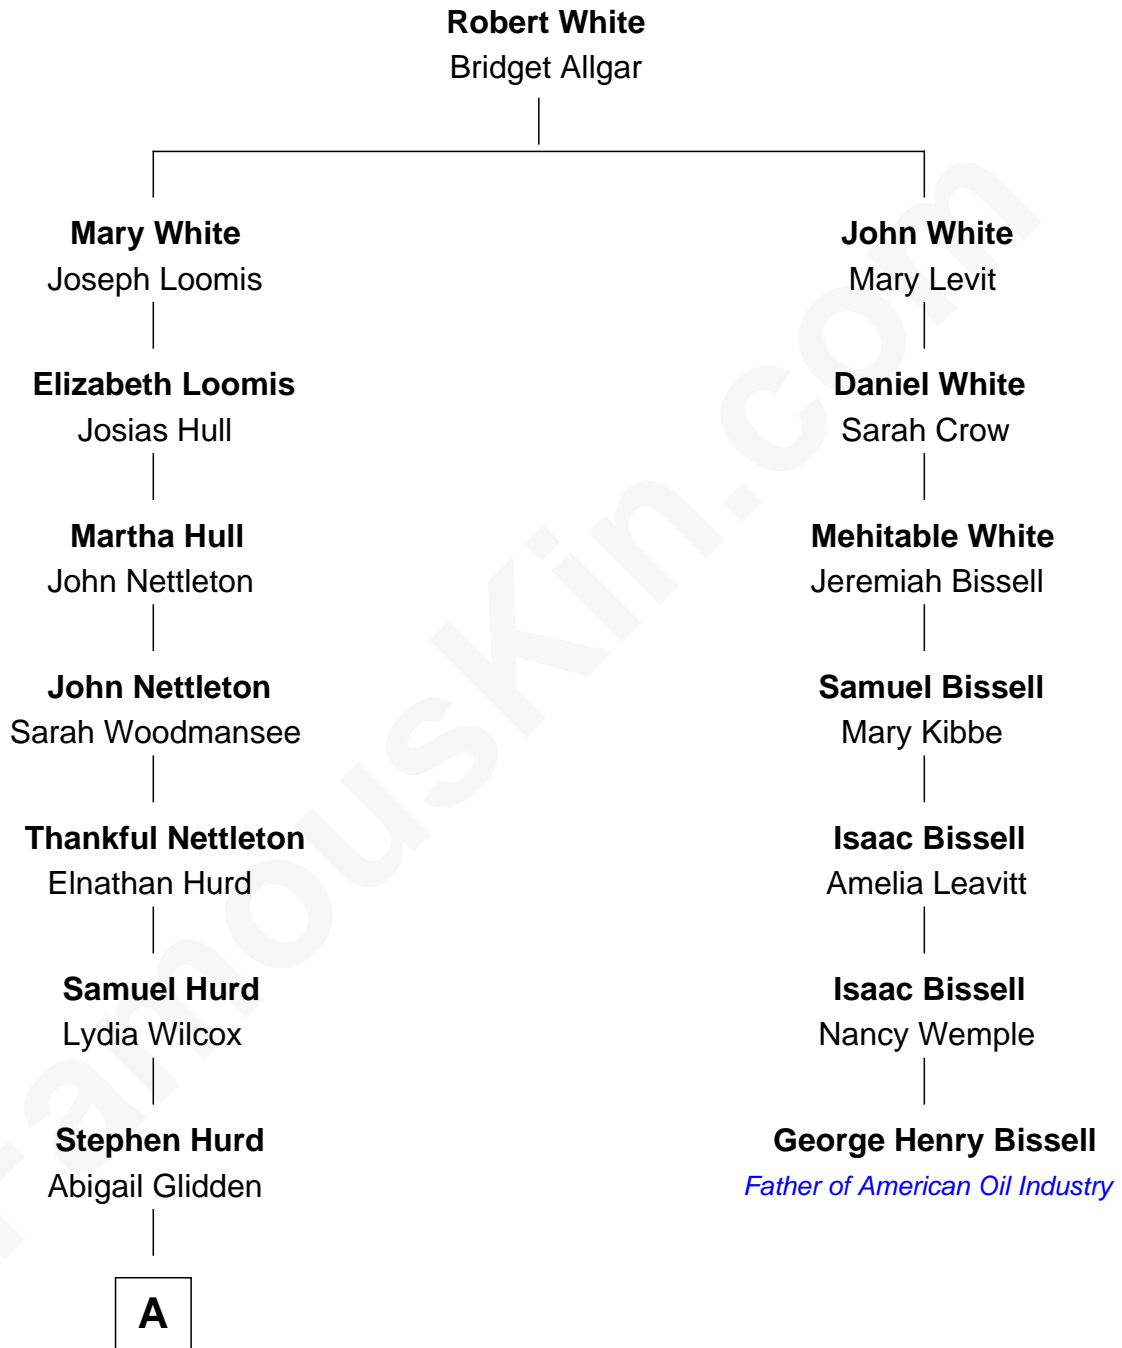 Robert White
Bridget Allgar
Mary White
Joseph Loomis
Elizabeth Loomis
Josias Hull
Martha Hull
John Nettleton
John Nettleton
Sarah Woodmansee
Thankful Nettleton
Elnathan Hurd
Samuel Hurd
Lydia Wilcox
Stephen Hurd
Abigail Glidden
A
John White
Mary Levit
Daniel White
Sarah Crow
Mehitable White
Jeremiah Bissell
Samuel Bissell
Mary Kibbe
Isaac Bissell
Amelia Leavitt
Isaac Bissell
Nancy Wemple
George Henry Bissell
Father of American Oil Industry
FamousKin.com